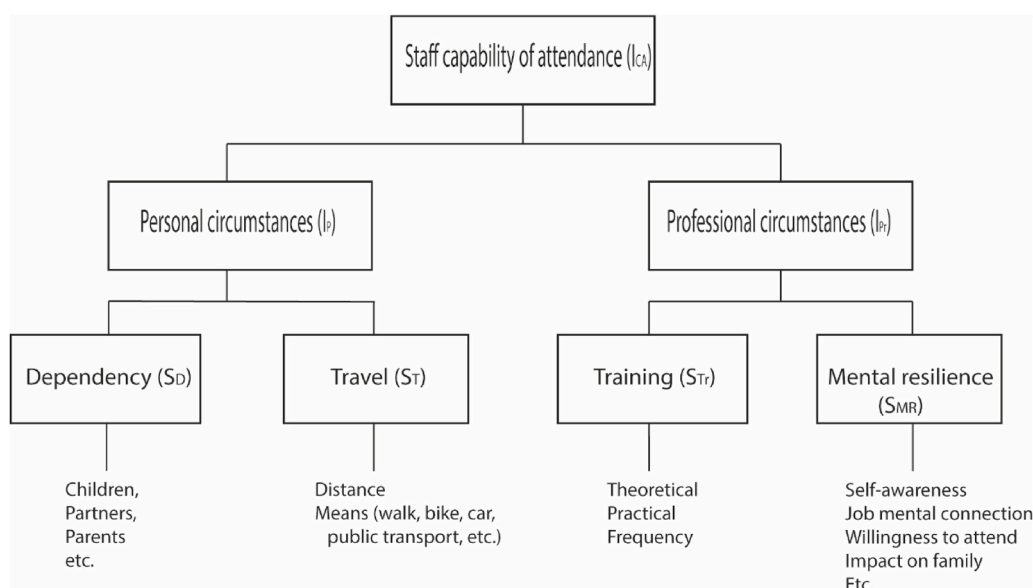 Staff capability of attendance (ICA)
Personal circumstances (IP)
Professional circumstances (IPr)
Dependency (SD)
Travel (ST)
Training (STr)
Mental resilience
(SMR)
Children,
Partners,
Parents
etc.
Distance
Means (walk, bike, car,
public transport, etc.)
Theoretical
Practical
Frequency
Self-awareness
Job mental connection
Willingness to attend
Impact on family
Etc